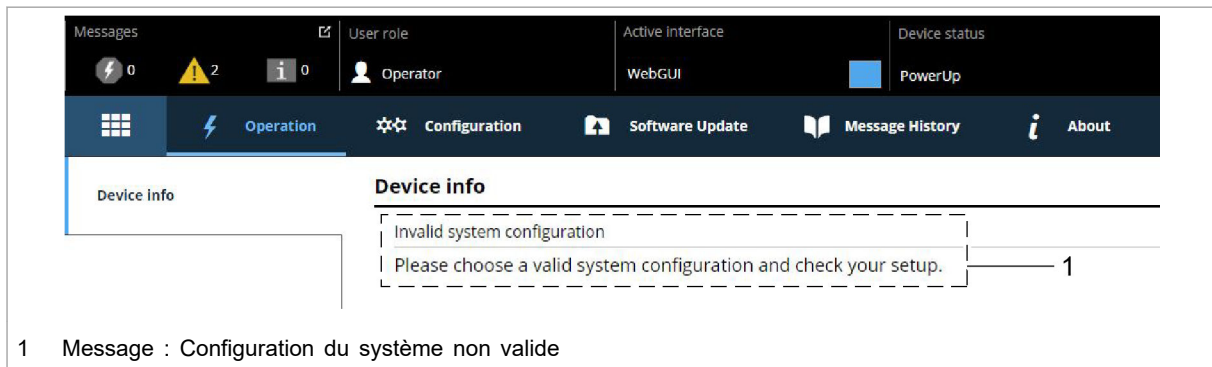 Messages User role Active interface Device status
0 2 i 0 Operator WebGUI PowerUp
Operation Configuration Software Update Message History i About
Device info Device info
Invalid system configuration
Please choose a valid system configuration and check your setup. 1
1 Message : Configuration du système non valide